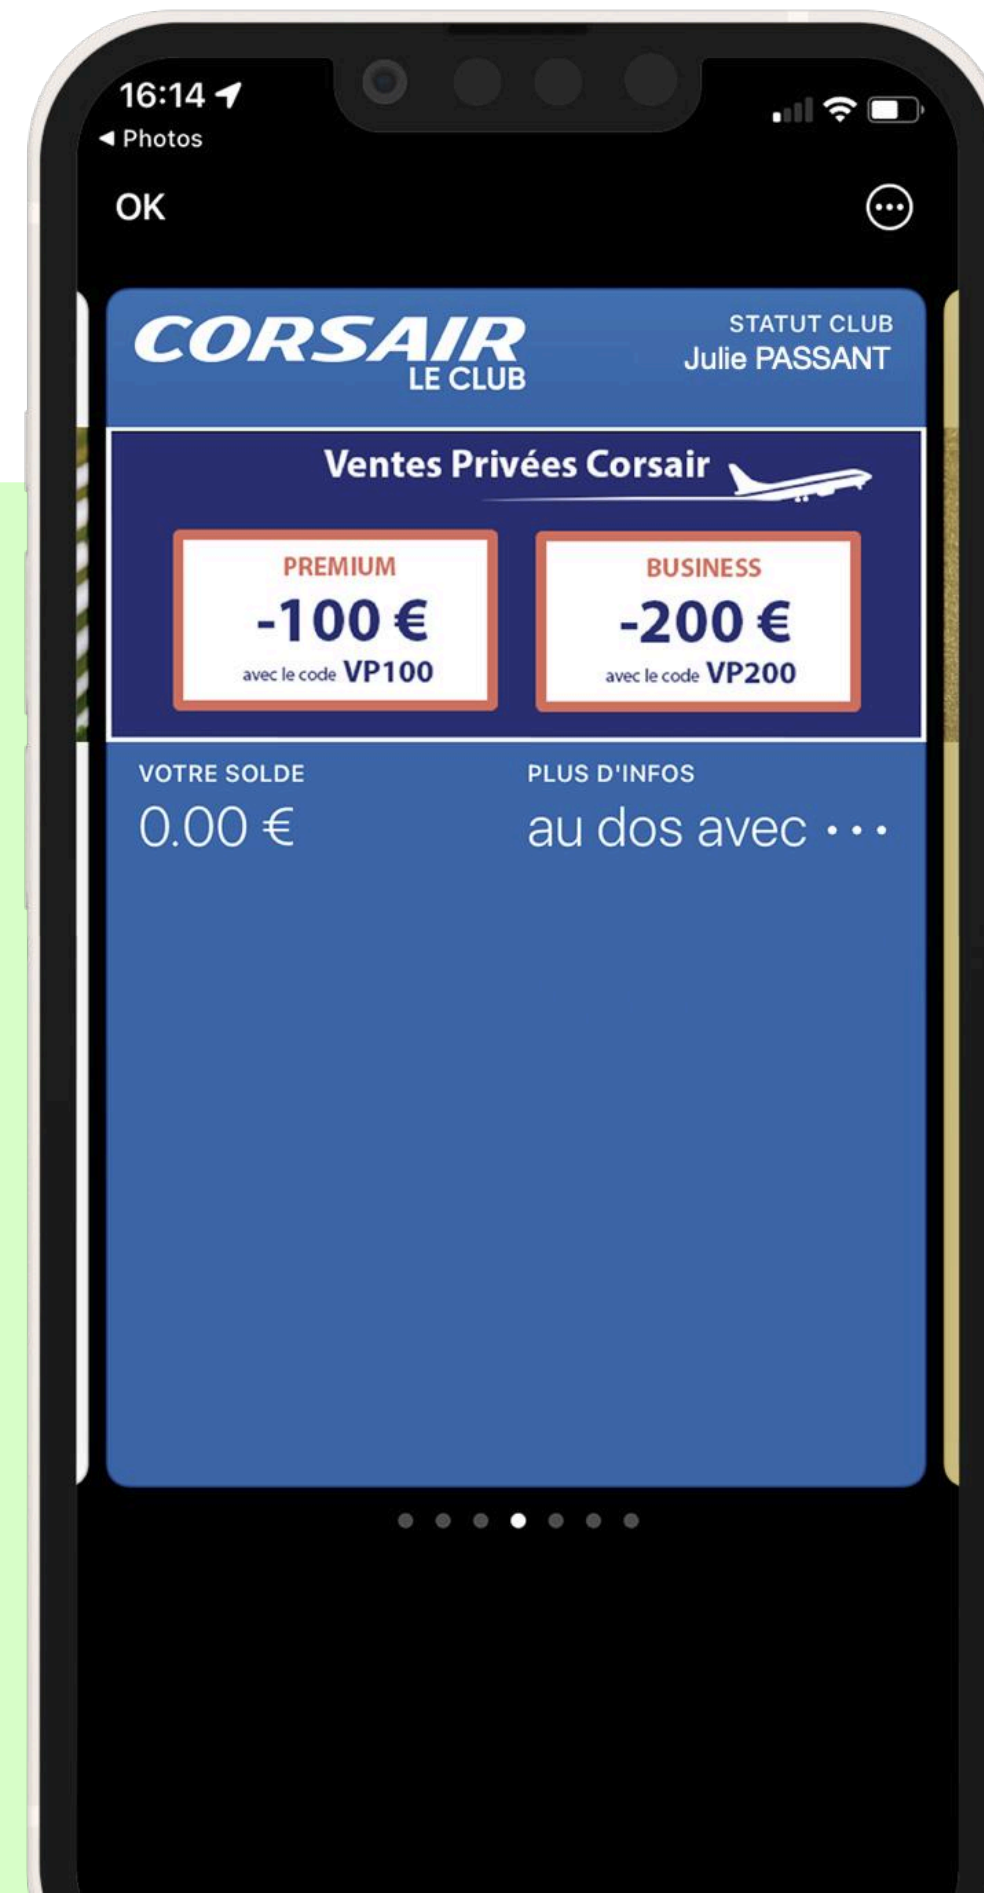 16:14
◀ Photos
OK
CORSAIR
LE CLUB
STATUT CLUB
Julie PASSANT
Ventes Privées Corsair
PREMIUM
-100 €
avec le code VP100
BUSINESS
-200 €
avec le code VP200
VOTRE SOLDE
0.00 €
PLUS D'INFOS
au dos avec ···